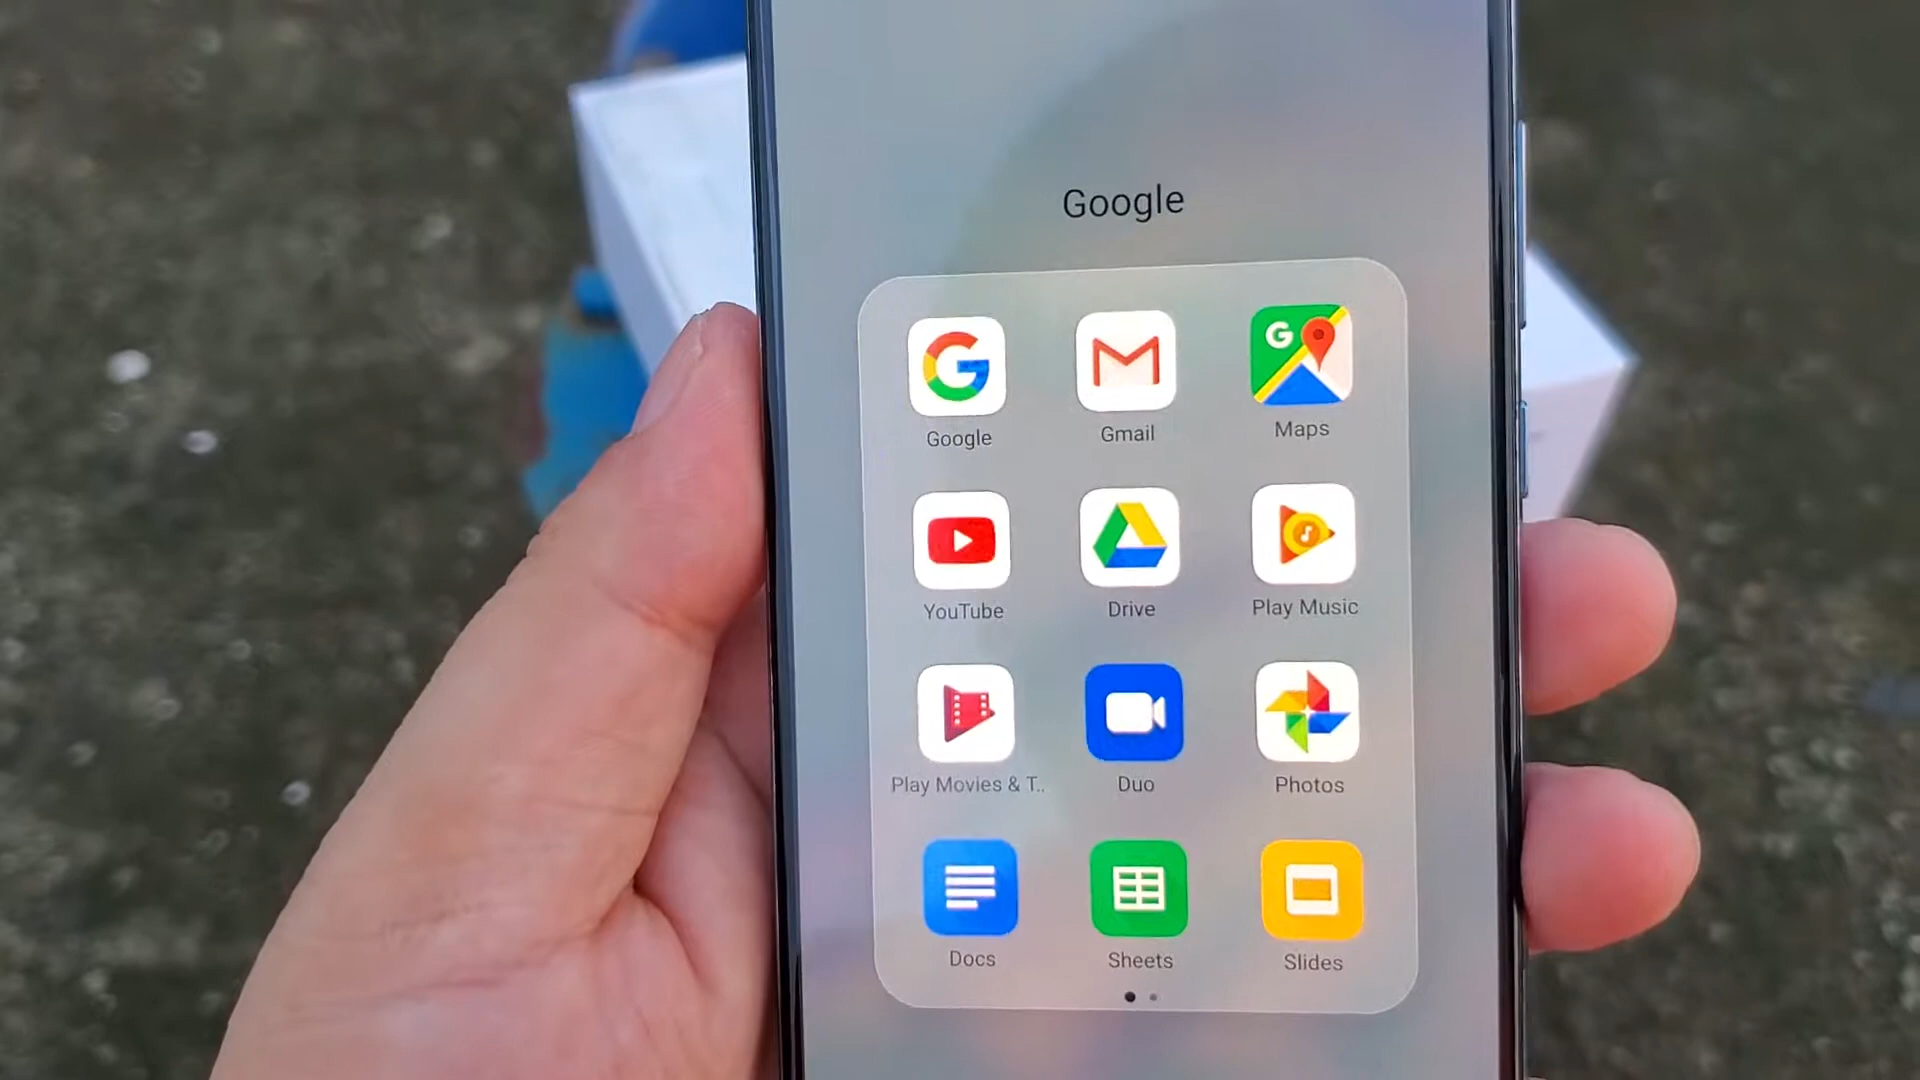 Google
Google Gmail Maps
YouTube Drive Play Music
Play Movies & T.. Duo Photos
Docs Sheets Slides